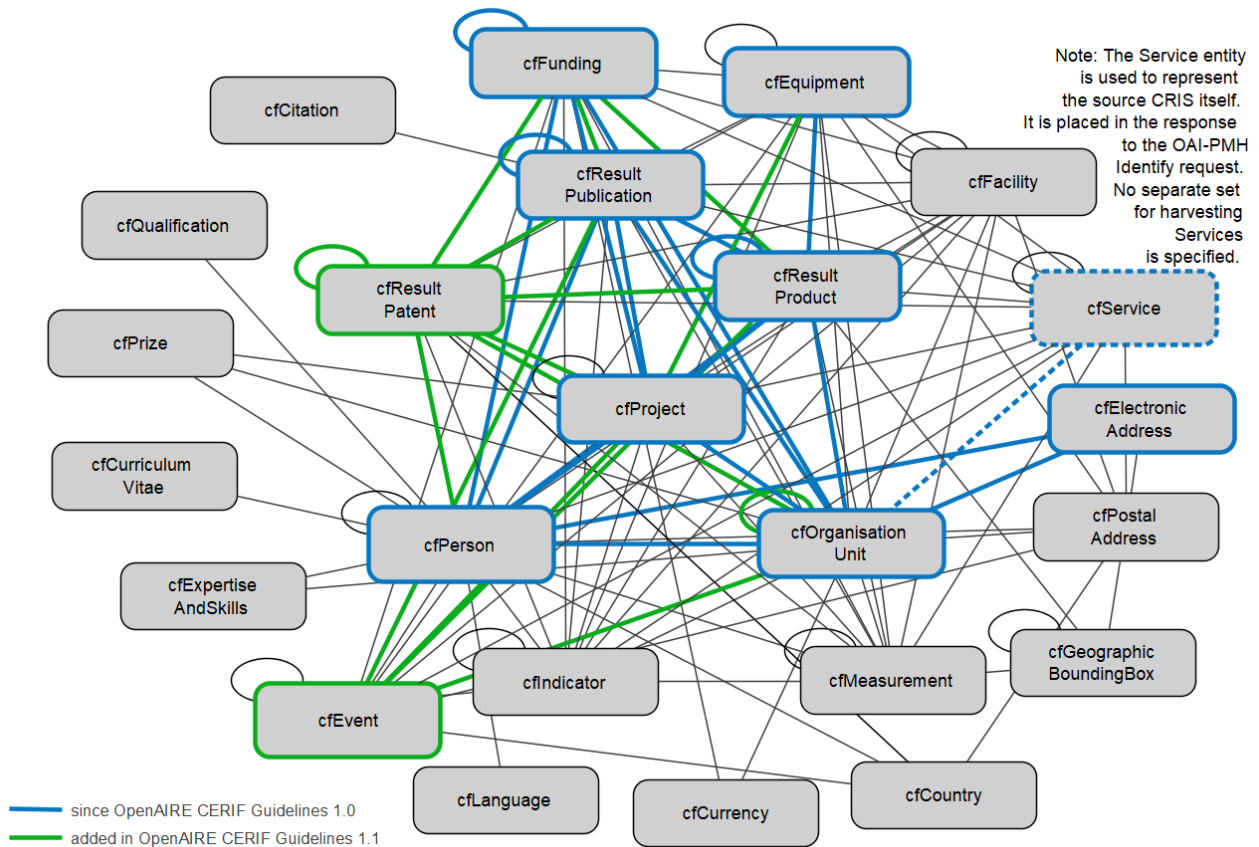 cfFunding
cfEquipment
Note: The Service entity
is used to represent
the source CRIS itself.
It is placed in the response
to the OAI-PMH
Identify request.
No separate set
for harvesting
Services
is specified.
cfCitation
cfResult
Publication
cfFacility
cfQualification
cfResult
Patent
cfResult
Product
cfService
cfPrize
cfProject
cfElectronic
Address
cfCurriculum
Vitae
cfPerson
cfOrganisation
Unit
cfPostal
Address
cfExpertise
AndSkills
cfIndicator
cfMeasurement
cfGeographic
BoundingBox
cfEvent
cfLanguage
cfCurrency
cfCountry
since OpenAIRE CERIF Guidelines 1.0
added in OpenAIRE CERIF Guidelines 1.1